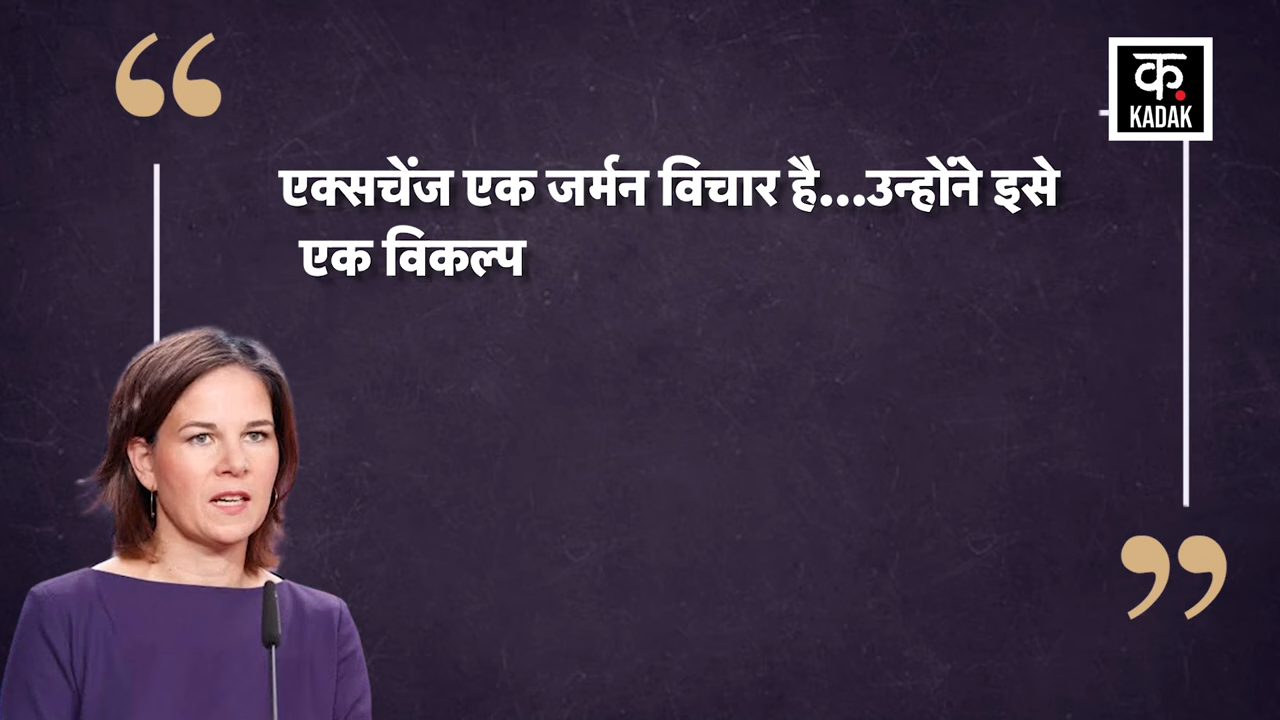 क
KADAK
एक्सचेंज एक जर्मन विचार है...उन्होंने इसे
एक विकल्प